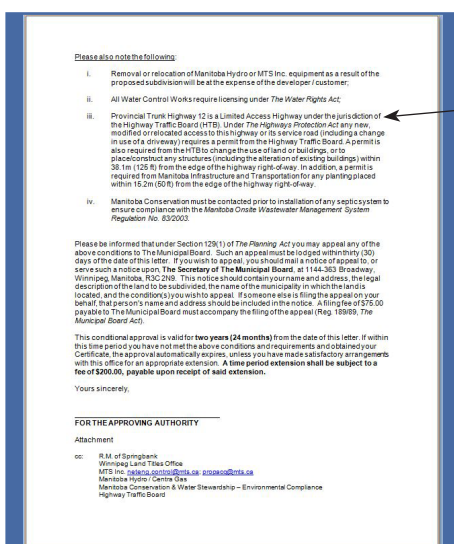 Please also note the following:
i. Removal or relocation of Manitoba Hydro or MTS Inc. equipment as a result of the
proposed subdivision will be at the expense of the developer / customer;
ii. All Water Control Works require licensing under The Water Rights Act;
iii. Provincial Trunk Highway 12 is a Limited Access Highway under the jurisdiction of
the Highway Traffic Board (HTB). Under The Highways Protection Act any new,
modified or relocated access to this highway or its service road (including a change
in use of a driveway) requires a permit from the Highway Traffic Board. A permit is
also required from the HTB to change the use of land or buildings, or to
place/construct any structures (including the alteration of existing buildings) within
38.1m (125 ft) from the edge of the highway right-of-way. In addition, a permit is
required from Manitoba Infrastructure and Transportation for any planting placed
within 15.2m (50 ft) from the edge of the highway right-of-way.
iv. Manitoba Conservation must be contacted prior to installation of any septic system to
ensure compliance with the Manitoba Onsite Wastewater Management System
Regulation No. 83/2003.
Please be informed that under Section 129(1) of The Planning Act you may appeal any of the
above conditions to The Municipal Board. Such an appeal must be lodged within thirty (30)
days of the date of this letter. If you wish to appeal, you should mail a notice of appeal to, or
serve such a notice upon, The Secretary of The Municipal Board, at 1144-363 Broadway,
Winnipeg, Manitoba, R3C 2N9. This notice should contain your name and address, the legal
description of the land to be subdivided, the name of the municipality in which the land is
located, and the condition(s) you wish to appeal. If someone else is filing the appeal on your
behalf, that person's name and address should be included in the notice. A filing fee of $75.00
payable to The Municipal Board must accompany the filing of the appeal (Reg. 189/89, The
Municipal Board Act).
This conditional approval is valid for two years (24 months) from the date of this letter. If within
this time period you have not met the above conditions and requirements and obtained your
Certificate, the approval automatically expires, unless you have made satisfactory arrangements
with this office for an appropriate extension. A time period extension shall be subject to a
fee of $200.00, payable upon receipt of said extension.
Yours sincerely,
FOR THE APPROVING AUTHORITY
Attachment
cc: R.M. of Springbank
Winnipeg Land Titles Office
MTS Inc. neteng.control@mts.ca; propacq@mts.ca
Manitoba Hydro / Centra Gas
Manitoba Conservation & Water Stewardship – Environmental Compliance
Highway Traffic Board